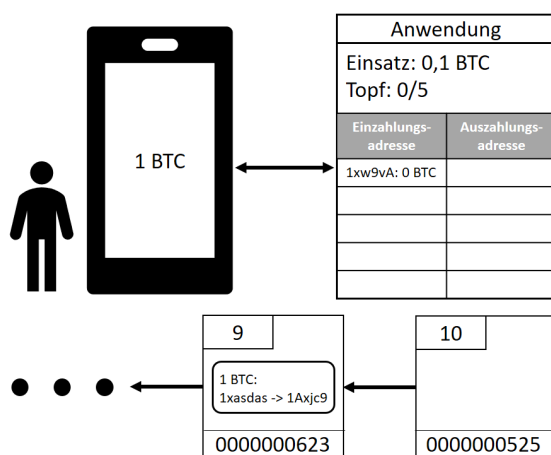 Anwendung
Einsatz: 0,1 BTC
Topf: 0/5
Einzahlungs-
adresse
Auszahlungs-
adresse
1 BTC
1xw9vA: 0 BTC
9
10
1 BTC:
1xasdas -> 1Axjc9
0000000623
0000000525